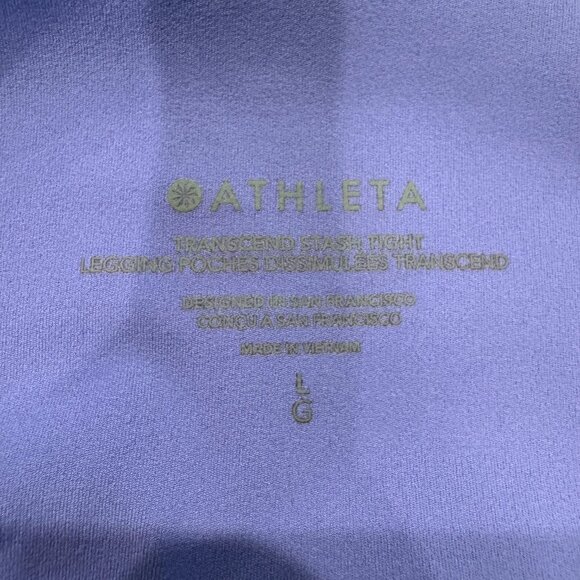 ATHLETA
TRANSCEND STASH TIGHT
LEGGING POCHES DISSIMULÉES TRANSCEND
DESIGNED IN SAN FRANCISCO
CONÇU À SAN FRANCISCO
MADE IN VIETNAM
L
G